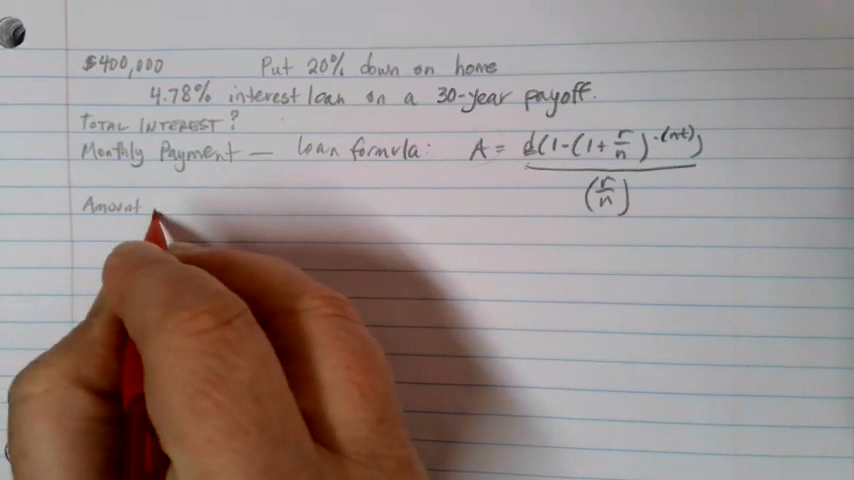 $400,000 Put 20% down on home
4.78% interest loan on a 30-year payoff.
TOTAL INTEREST?
Monthly Payment — loan formula: A = d(1-(1+r/n)^-(nt)) / (r/n)
Amount